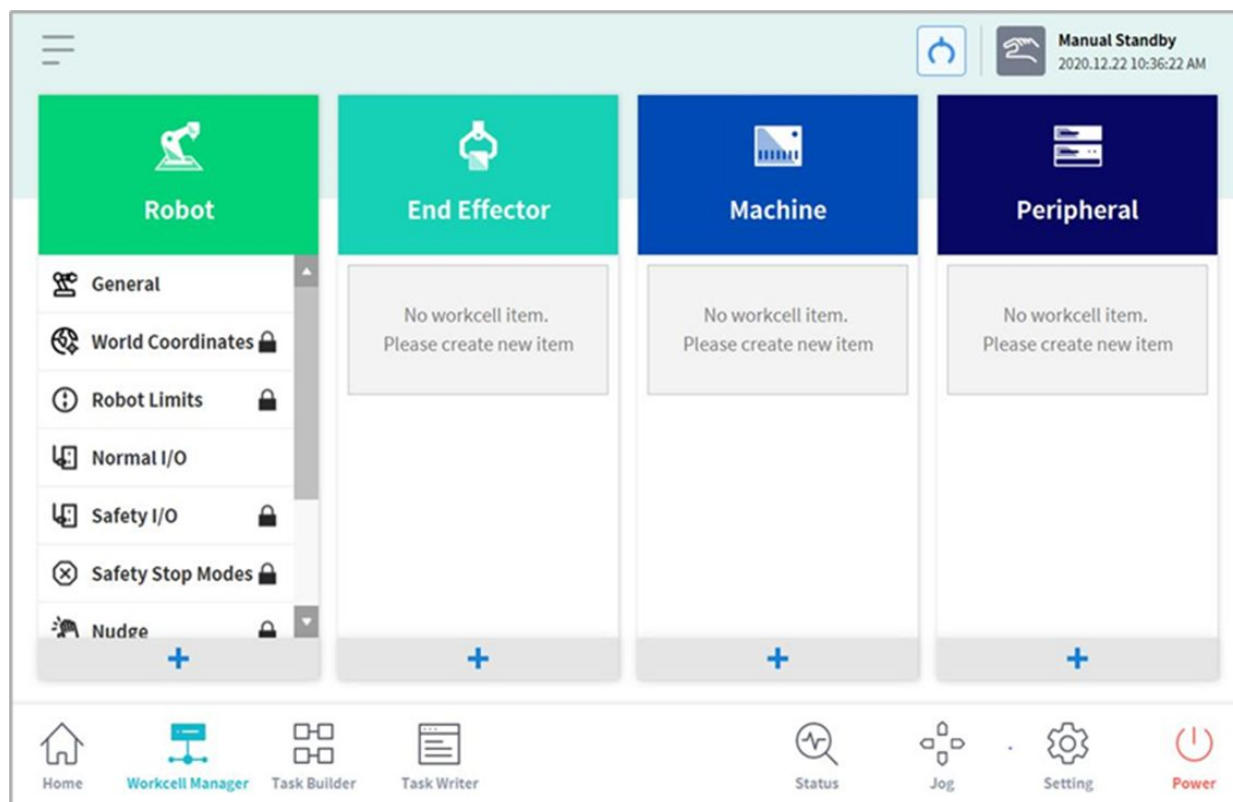 Manual Standby
2020.12.22 10:36:22 AM
Robot
End Effector
Machine
Peripheral
General
World Coordinates
Robot Limits
Normal I/O
Safety I/O
Safety Stop Modes
Nudge
No workcell item.
Please create new item
No workcell item.
Please create new item
No workcell item.
Please create new item
Home
Workcell Manager
Task Builder
Task Writer
Status
Jog
Setting
Power